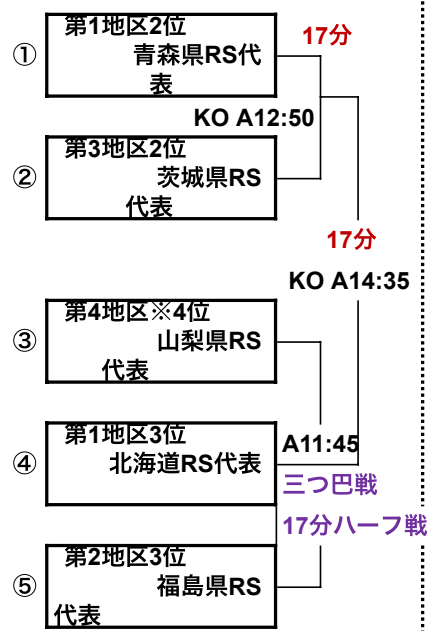 ①
第1地区2位
青森県RS代
表
17分
KO A12:50
②
第3地区2位
茨城県RS
代表
17分
KO A14:35
③
第4地区※4位
山梨県RS
代表
④
第1地区3位
北海道RS代表
A11:45
三つ巴戦
17分ハーフ戦
⑤
第2地区3位
福島県RS
代表